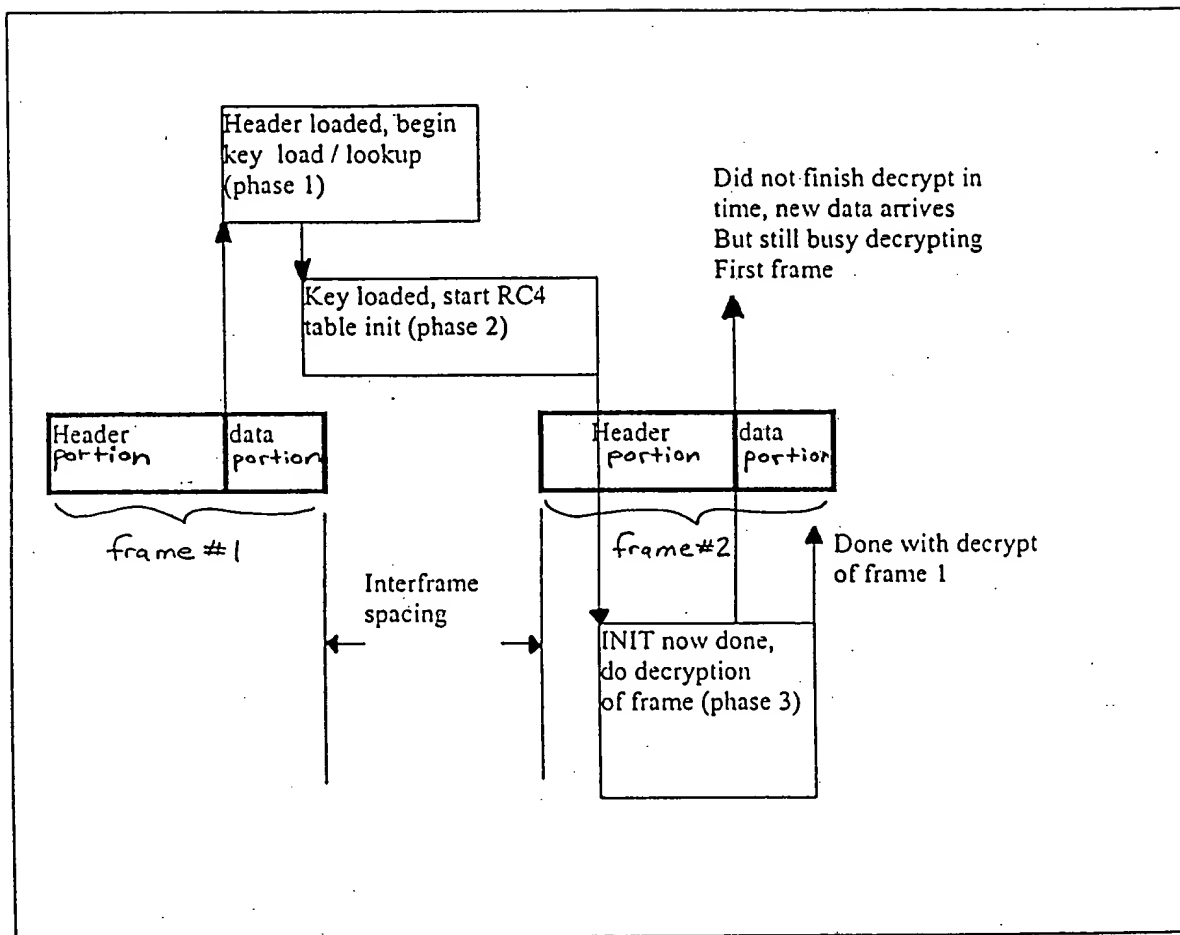 Header loaded, begin
key load / lookup
(phase 1)
Did not finish decrypt in
time, new data arrives
But still busy decrypting
First frame
Key loaded, start RC4
table init (phase 2)
Header
portion
data
portion
Header
portion
data
portion
frame #1
frame #2
Interframe
spacing
Done with decrypt
of frame 1
INIT now done,
do decryption
of frame (phase 3)